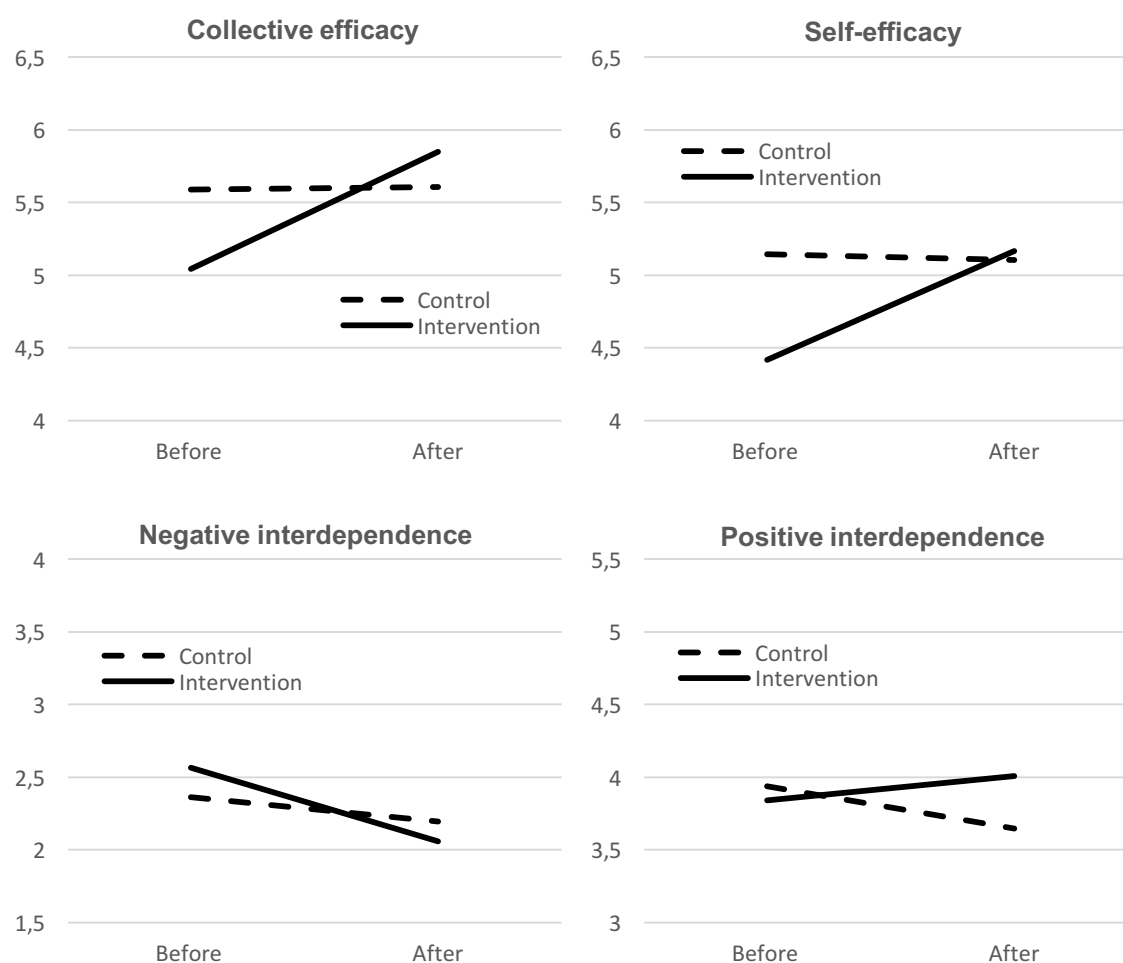 Collective efficacy
6,5
6
5,5
5
4,5
4
Control
Intervention
Before After
Self-efficacy
6,5
6
5,5
5
4,5
4
Control
Intervention
Before After
Negative interdependence
4
3,5
3
2,5
2
1,5
Control
Intervention
Before After
Positive interdependence
5,5
5
4,5
4
3,5
3
Control
Intervention
Before After